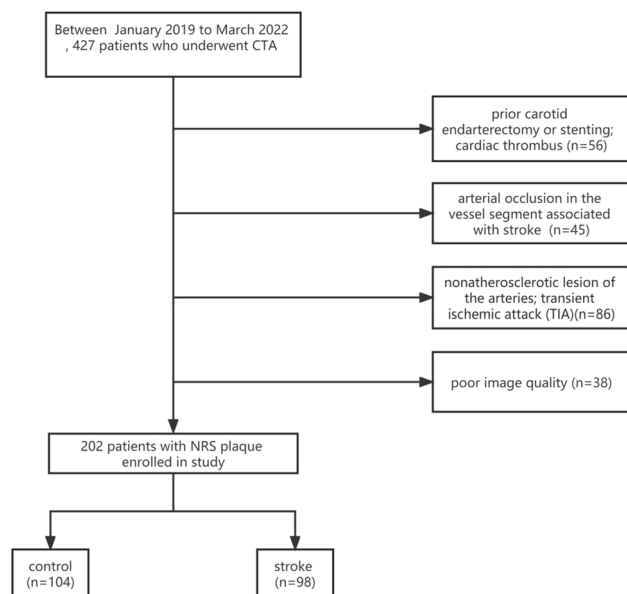 Between January 2019 to March 2022
, 427 patients who underwent CTA
prior carotid
endarterectomy or stenting;
cardiac thrombus (n=56)
arterial occlusion in the
vessel segment associated
with stroke (n=45)
nonatherosclerotic lesion of
the arteries; transient
ischemic attack (TIA)(n=86)
poor image quality (n=38)
202 patients with NRS plaque
enrolled in study
control
(n=104)
stroke
(n=98)